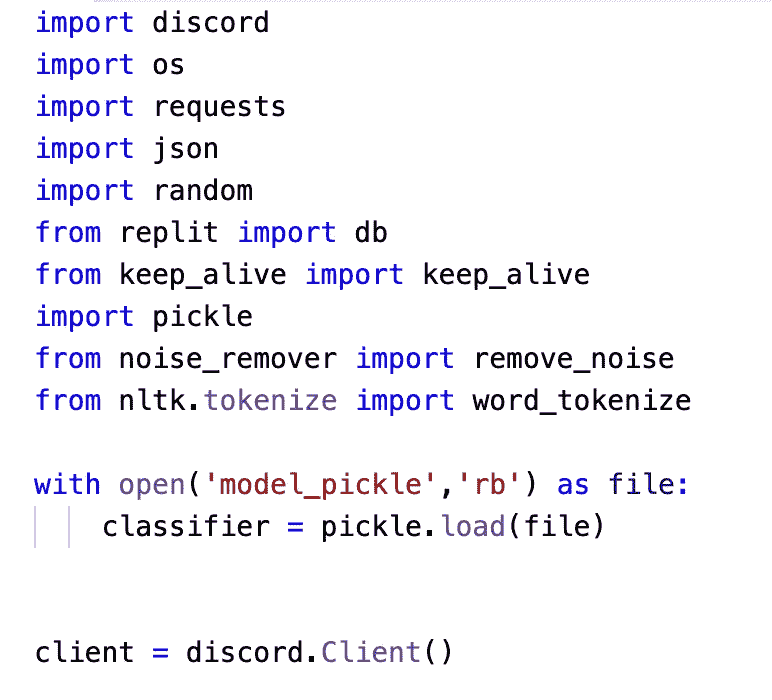 import discord
import os
import requests
import json
import random
from replit import db
from keep_alive import keep_alive
import pickle
from noise_remover import remove_noise
from nltk.tokenize import word_tokenize
with open('model_pickle','rb') as file:
classifier = pickle.load(file)
client = discord.Client()